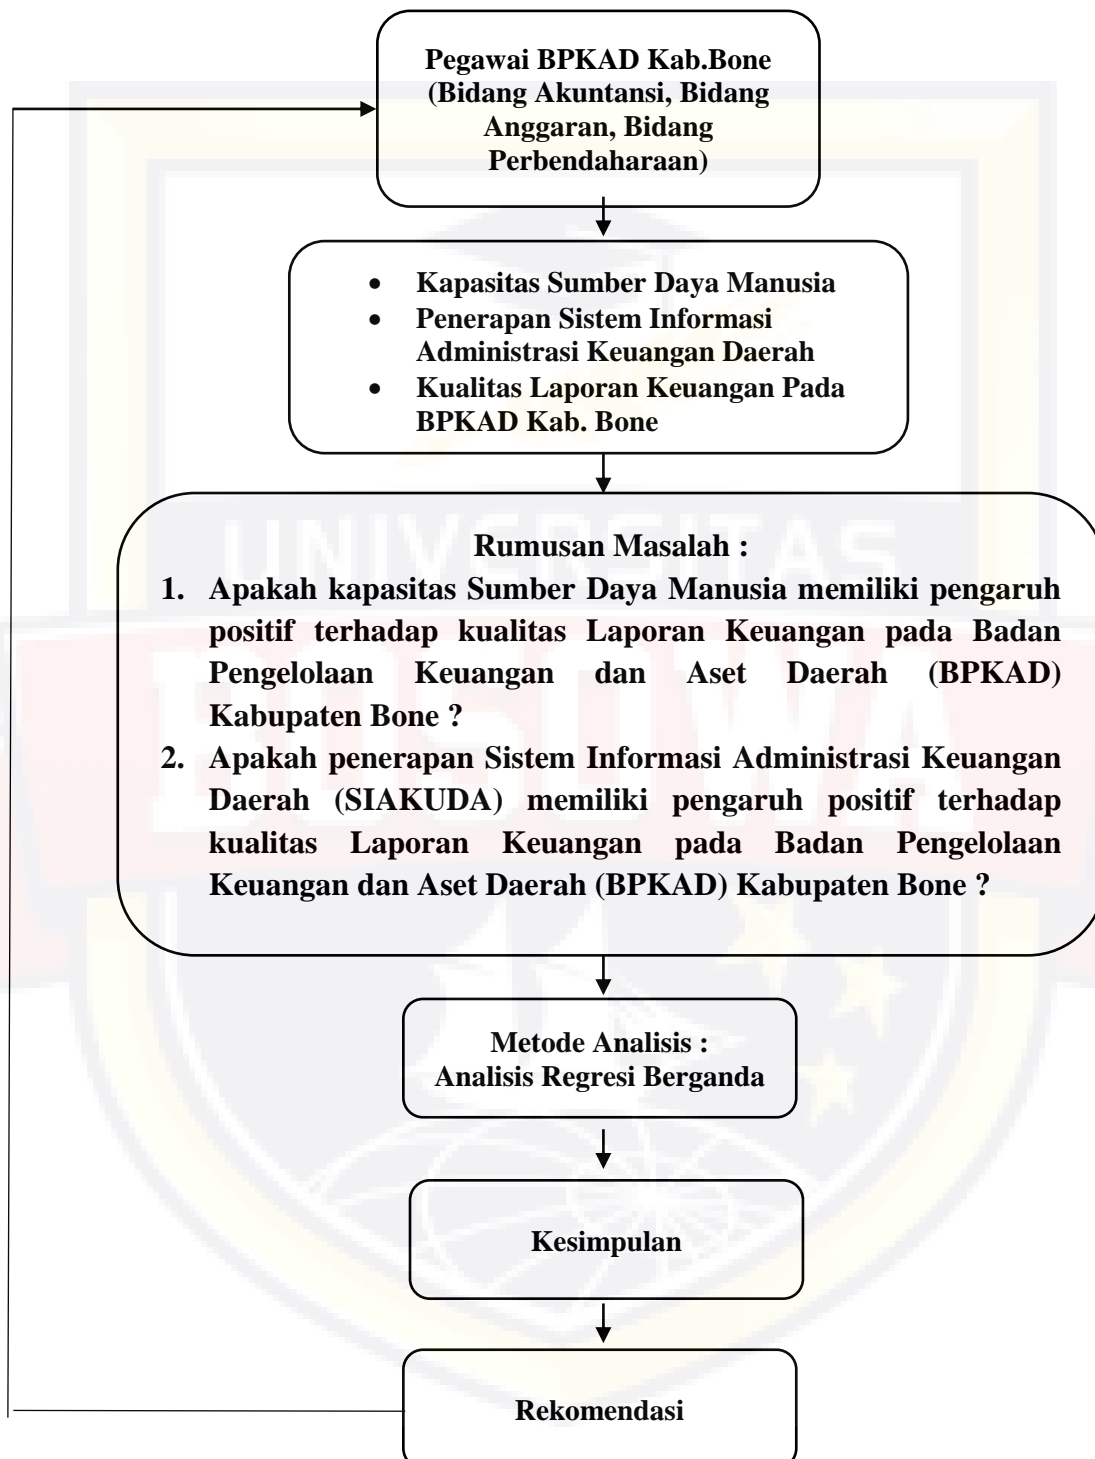 Pegawai BPKAD Kab.Bone
(Bidang Akuntansi, Bidang
Anggaran, Bidang
Perbendaharaan)
• Kapasitas Sumber Daya Manusia
• Penerapan Sistem Informasi
Administrasi Keuangan Daerah
• Kualitas Laporan Keuangan Pada
BPKAD Kab. Bone
UNIVERSITAS
BOSOWA
Rumusan Masalah :
1. Apakah kapasitas Sumber Daya Manusia memiliki pengaruh
positif terhadap kualitas Laporan Keuangan pada Badan
Pengelolaan Keuangan dan Aset Daerah (BPKAD)
Kabupaten Bone ?
2. Apakah penerapan Sistem Informasi Administrasi Keuangan
Daerah (SIAKUDA) memiliki pengaruh positif terhadap
kualitas Laporan Keuangan pada Badan Pengelolaan
Keuangan dan Aset Daerah (BPKAD) Kabupaten Bone ?
Metode Analisis :
Analisis Regresi Berganda
Kesimpulan
Rekomendasi